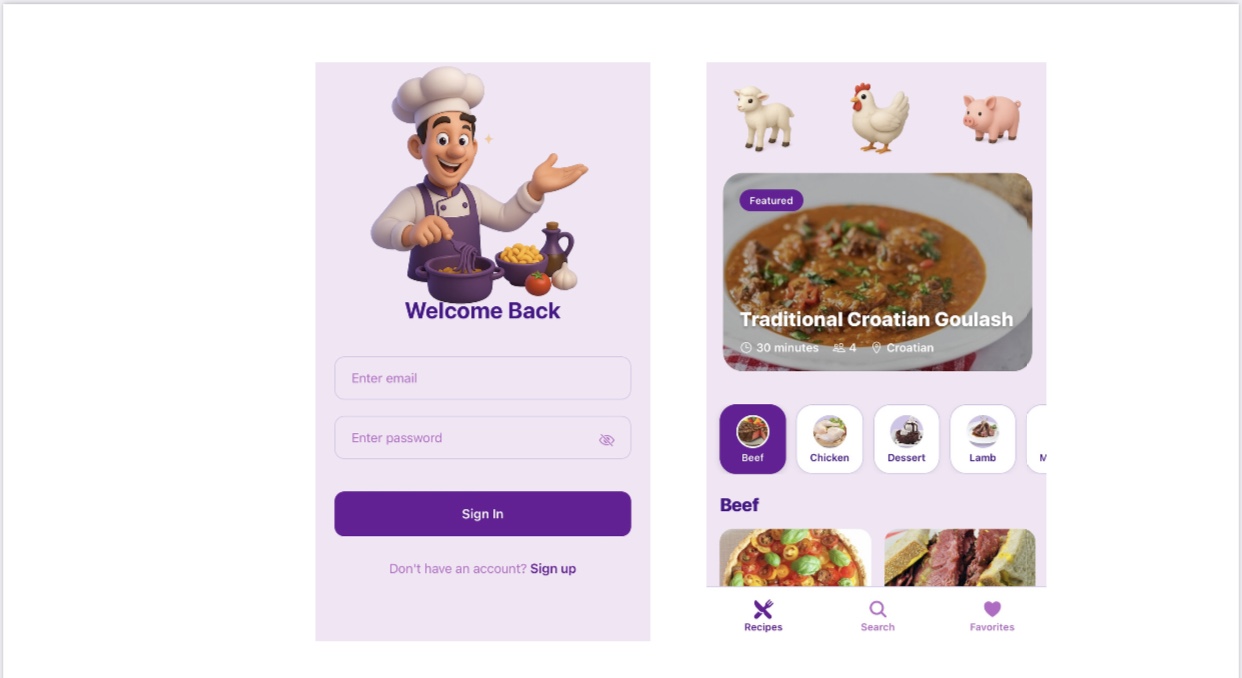 Welcome Back
Enter email
Enter password
Sign In
Don't have an account? Sign up
Featured
Traditional Croatian Goulash
30 minutes 4 Croatian
Beef Chicken Dessert Lamb M
Beef
Recipes Search Favorites